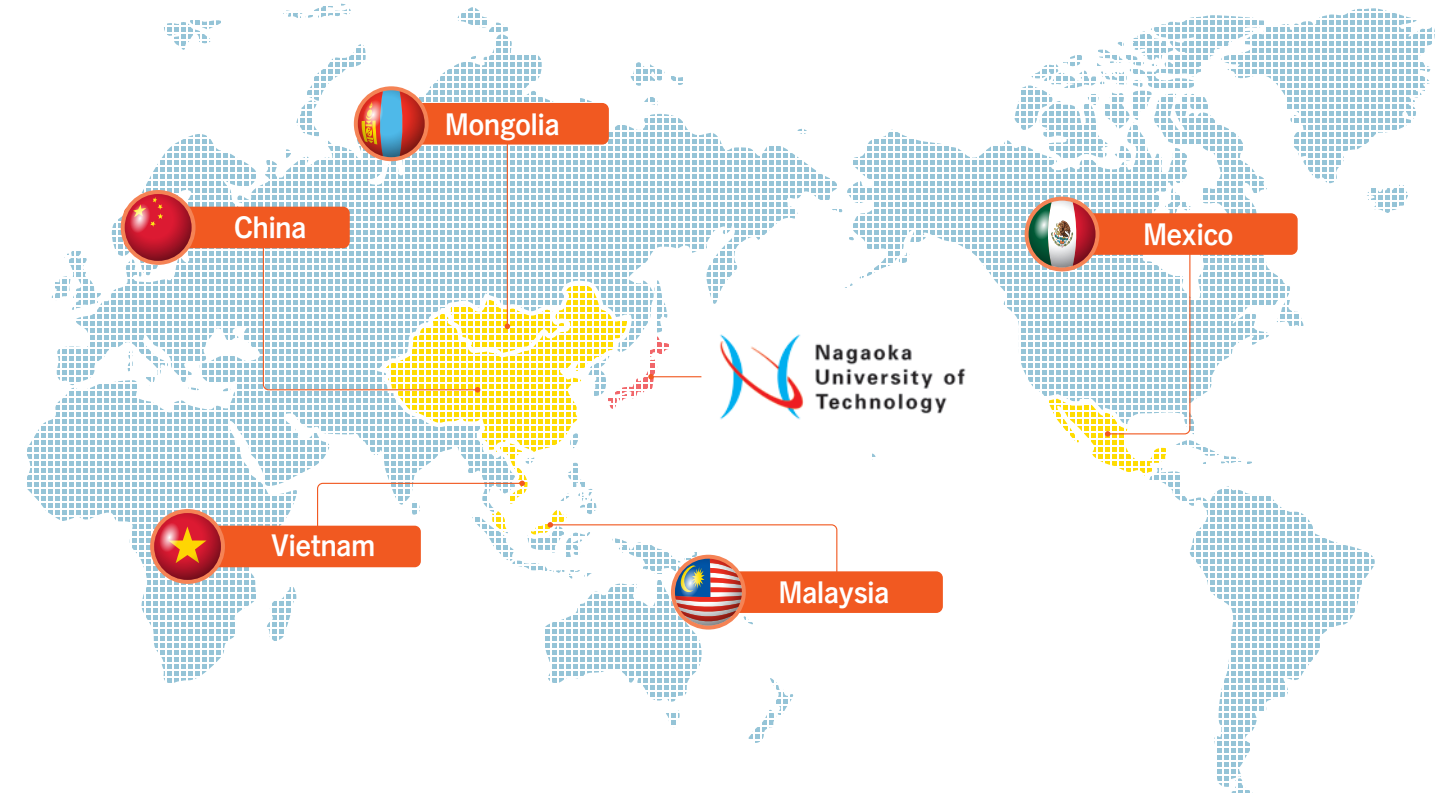 Mongolia
China
Mexico
Nagaoka
University of
Technology
Vietnam
Malaysia